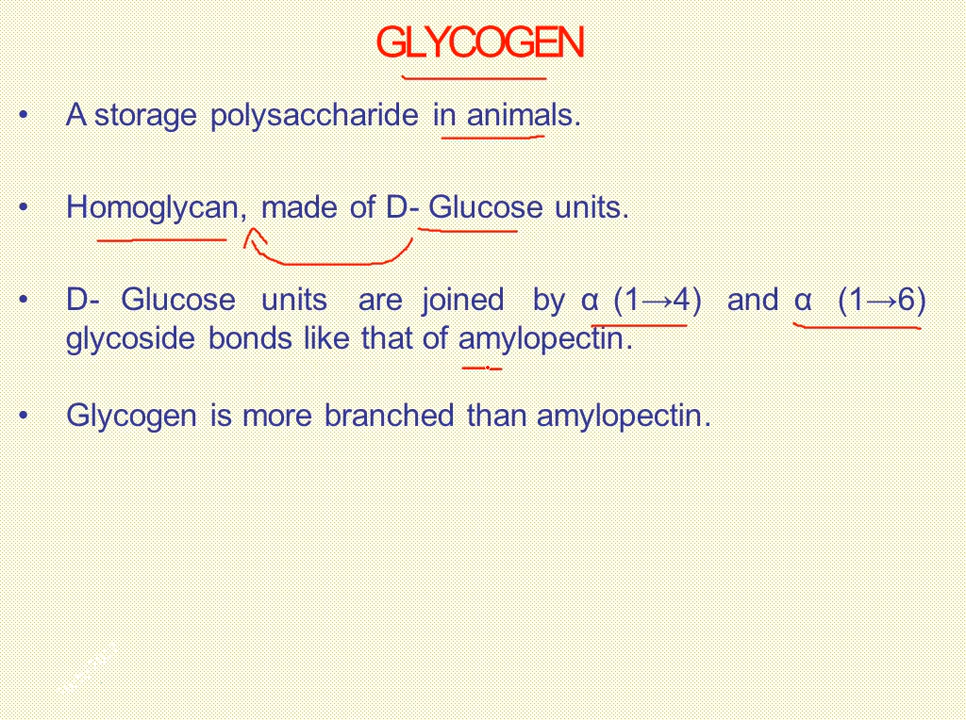 GLYCOGEN
• A storage polysaccharide in animals.
• Homoglycan, made of D- Glucose units.
• D- Glucose units are joined by α (1→4) and α (1→6)
glycoside bonds like that of amylopectin.
• Glycogen is more branched than amylopectin.